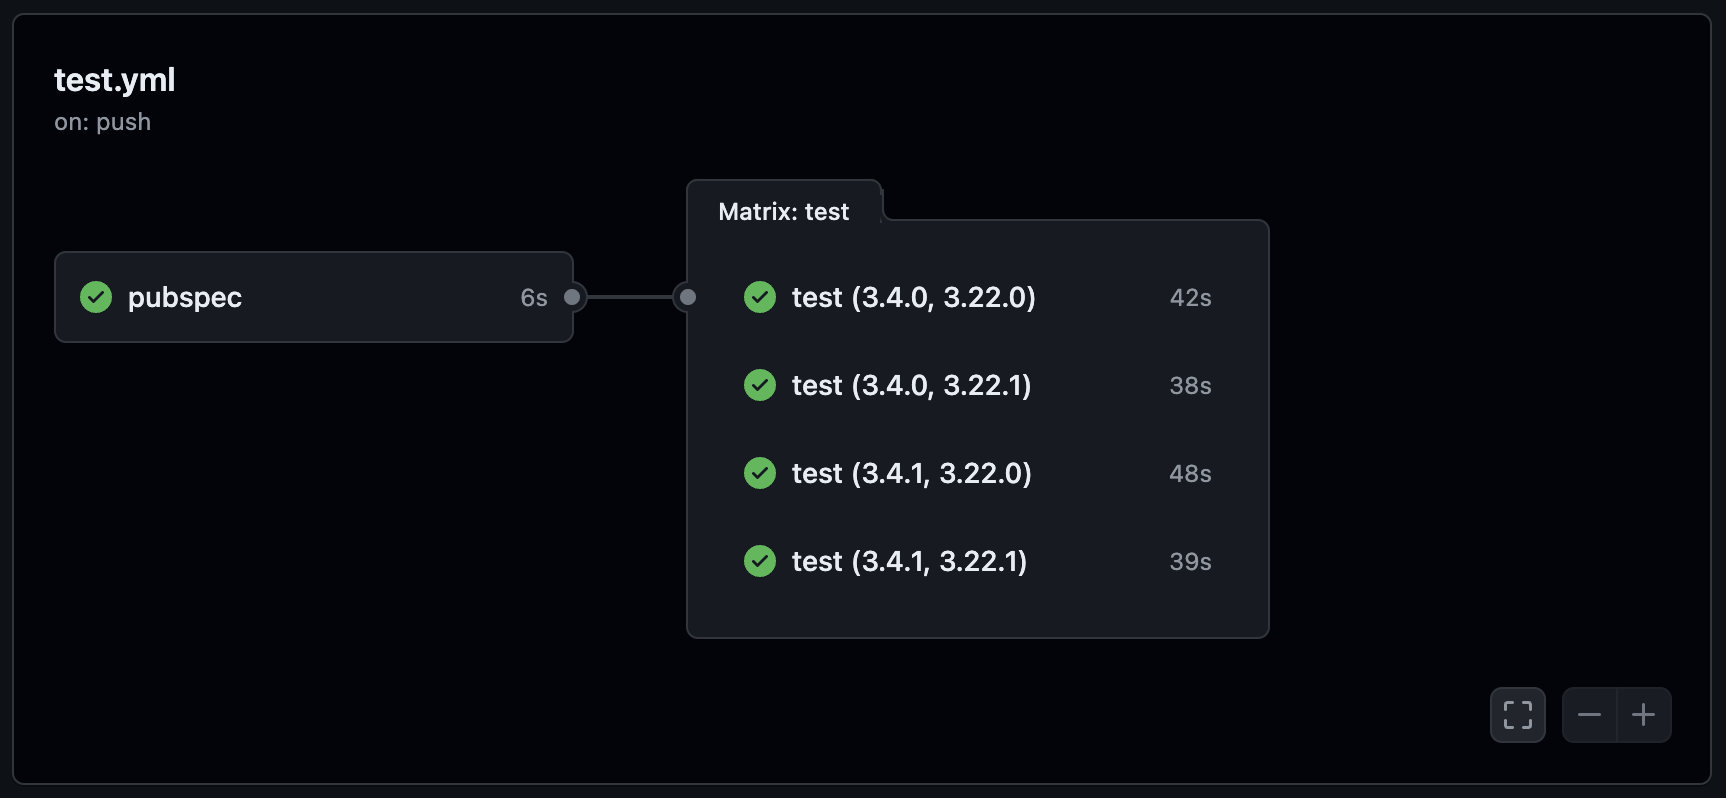 test.yml
on: push
Matrix: test
pubspec 6s
test (3.4.0, 3.22.0) 42s
test (3.4.0, 3.22.1) 38s
test (3.4.1, 3.22.0) 48s
test (3.4.1, 3.22.1) 39s